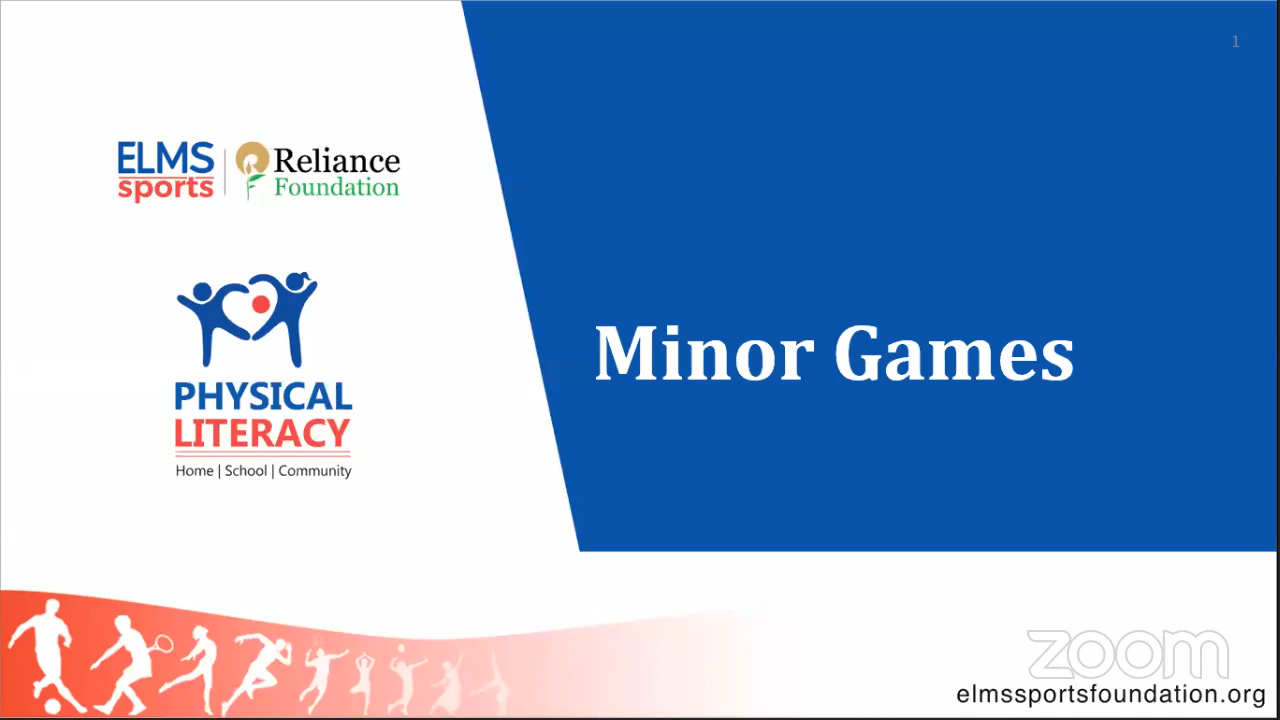 1
ELMS
sports
Reliance
Foundation
PHYSICAL
LITERACY
Home | School | Community
Minor Games
zoom
elmssportsfoundation.org